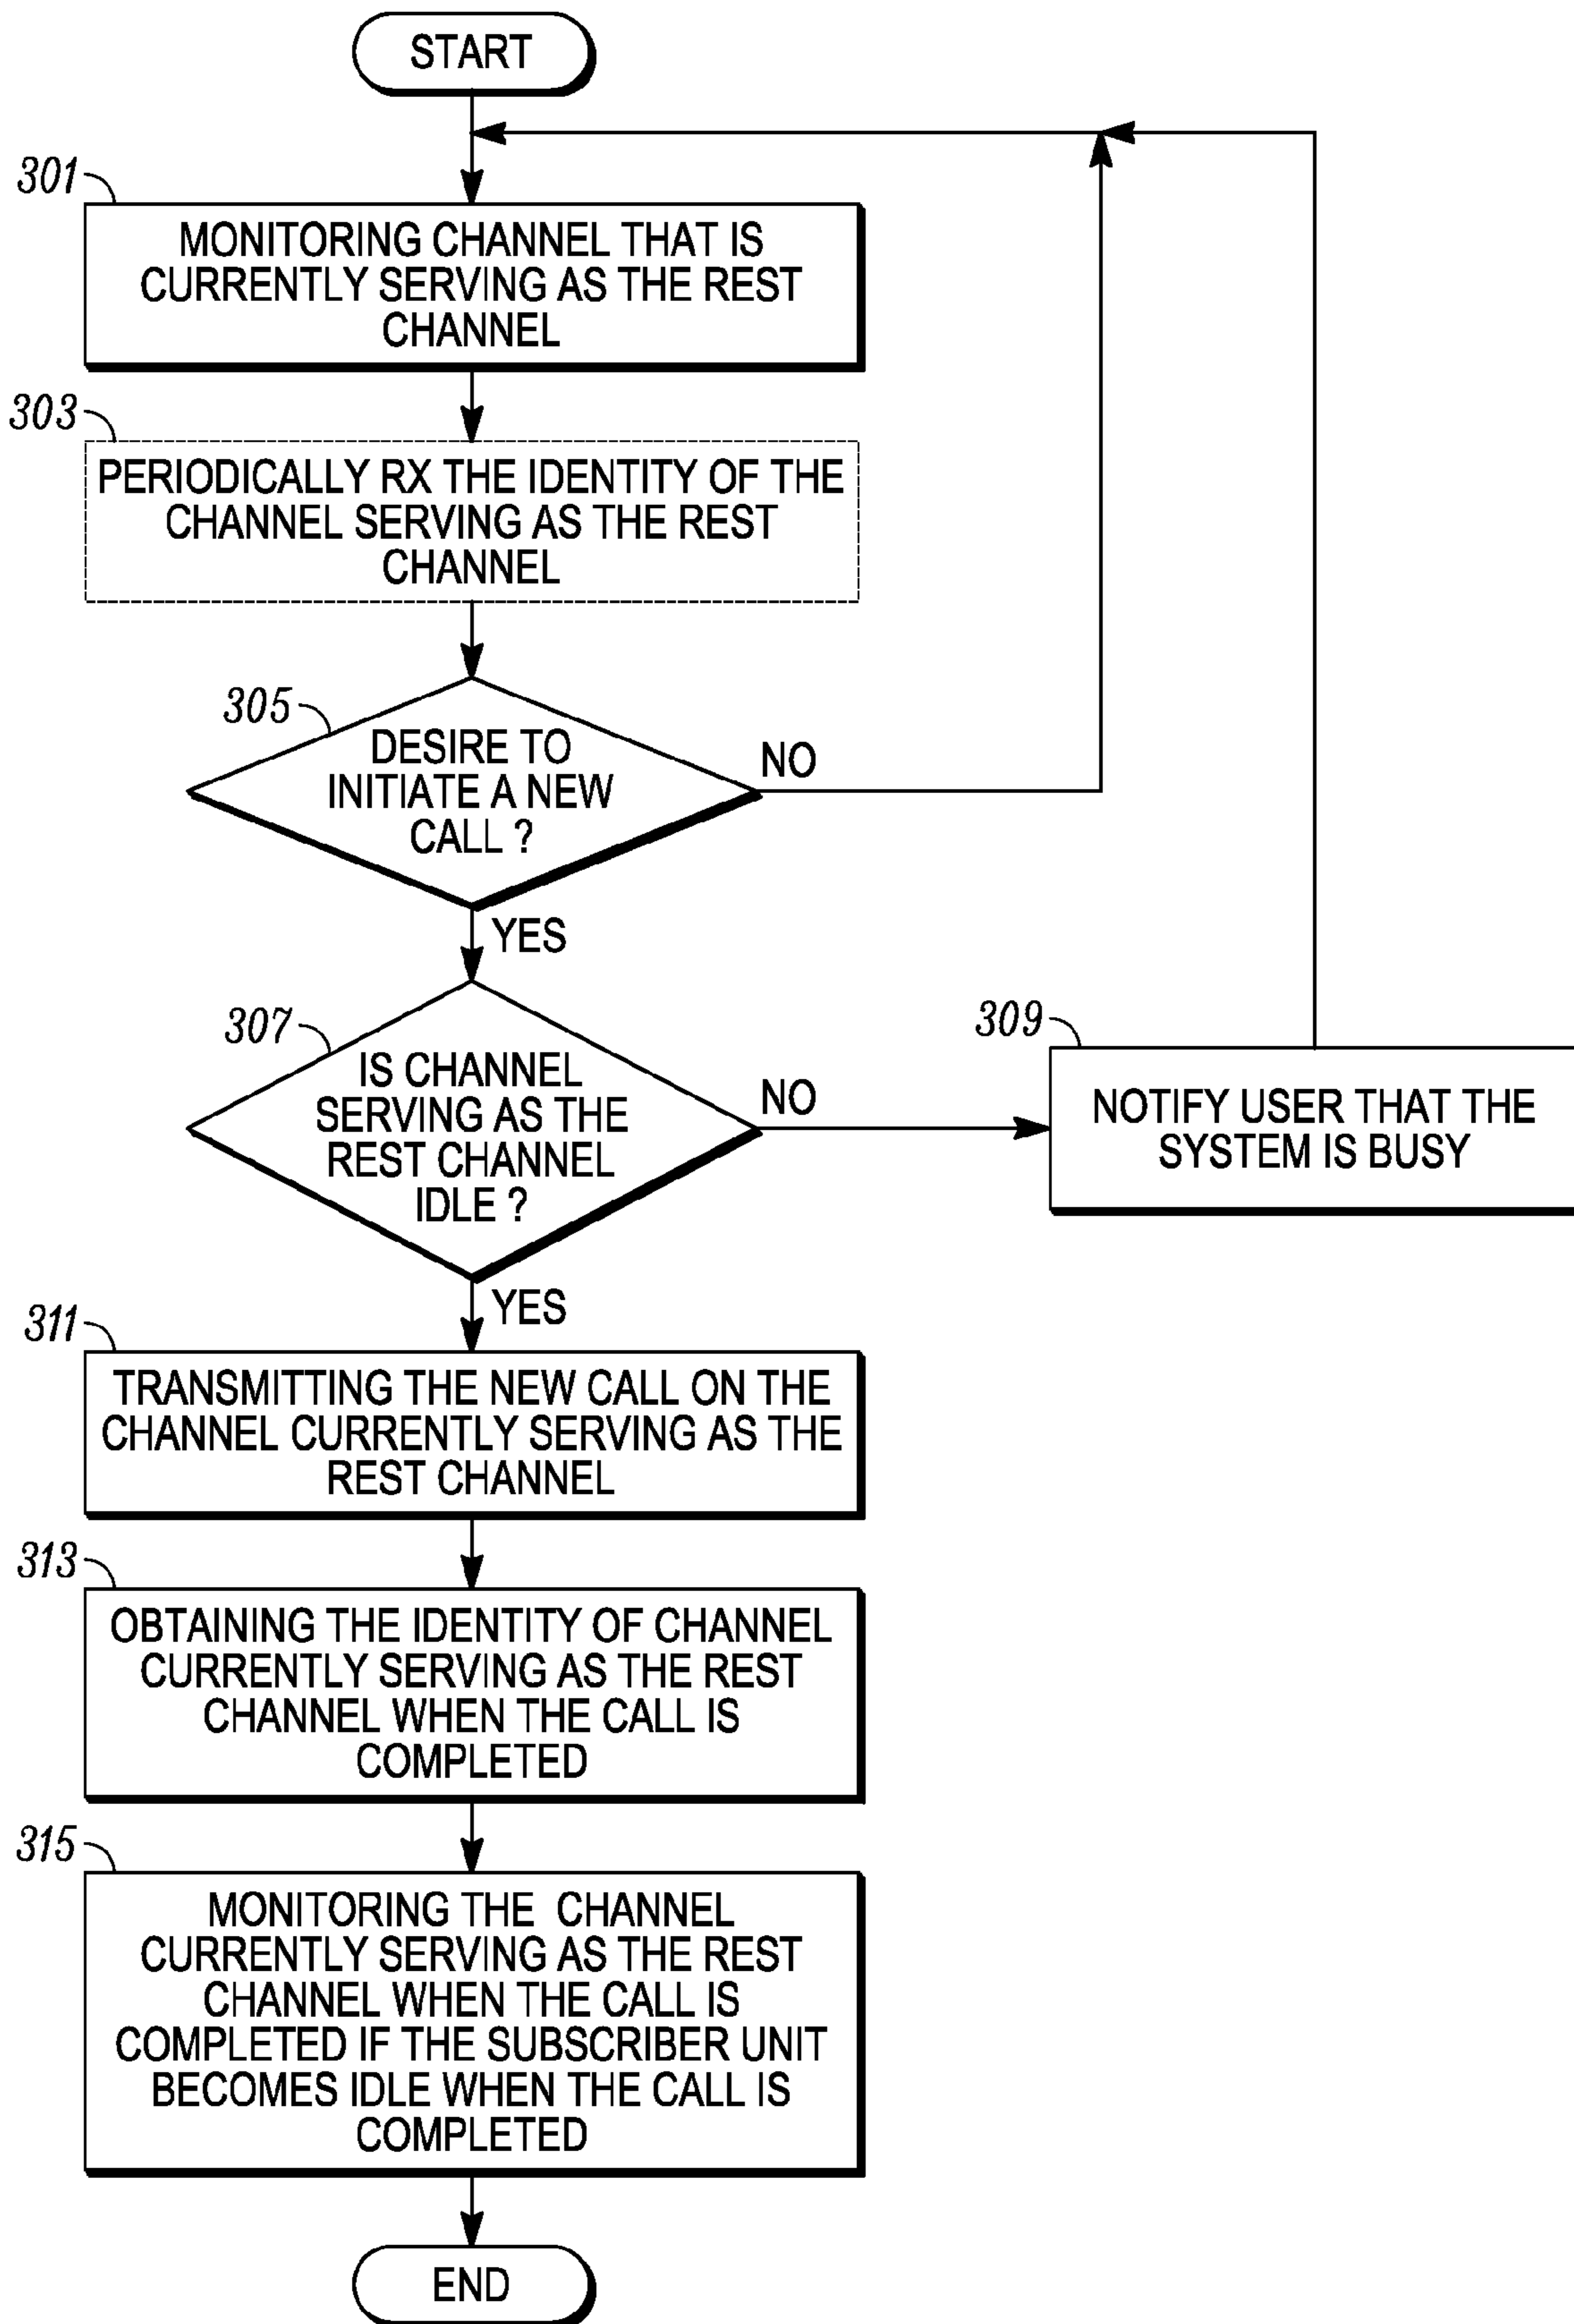 START
301
MONITORING CHANNEL THAT IS
CURRENTLY SERVING AS THE REST
CHANNEL
303
PERIODICALLY RX THE IDENTITY OF THE
CHANNEL SERVING AS THE REST
CHANNEL
305
DESIRE TO
INITIATE A NEW
CALL ?
NO
YES
307
IS CHANNEL
SERVING AS THE
REST CHANNEL
IDLE ?
NO
309
NOTIFY USER THAT THE
SYSTEM IS BUSY
YES
311
TRANSMITTING THE NEW CALL ON THE
CHANNEL CURRENTLY SERVING AS THE
REST CHANNEL
313
OBTAINING THE IDENTITY OF CHANNEL
CURRENTLY SERVING AS THE REST
CHANNEL WHEN THE CALL IS
COMPLETED
315
MONITORING THE CHANNEL
CURRENTLY SERVING AS THE REST
CHANNEL WHEN THE CALL IS
COMPLETED IF THE SUBSCRIBER UNIT
BECOMES IDLE WHEN THE CALL IS
COMPLETED
END